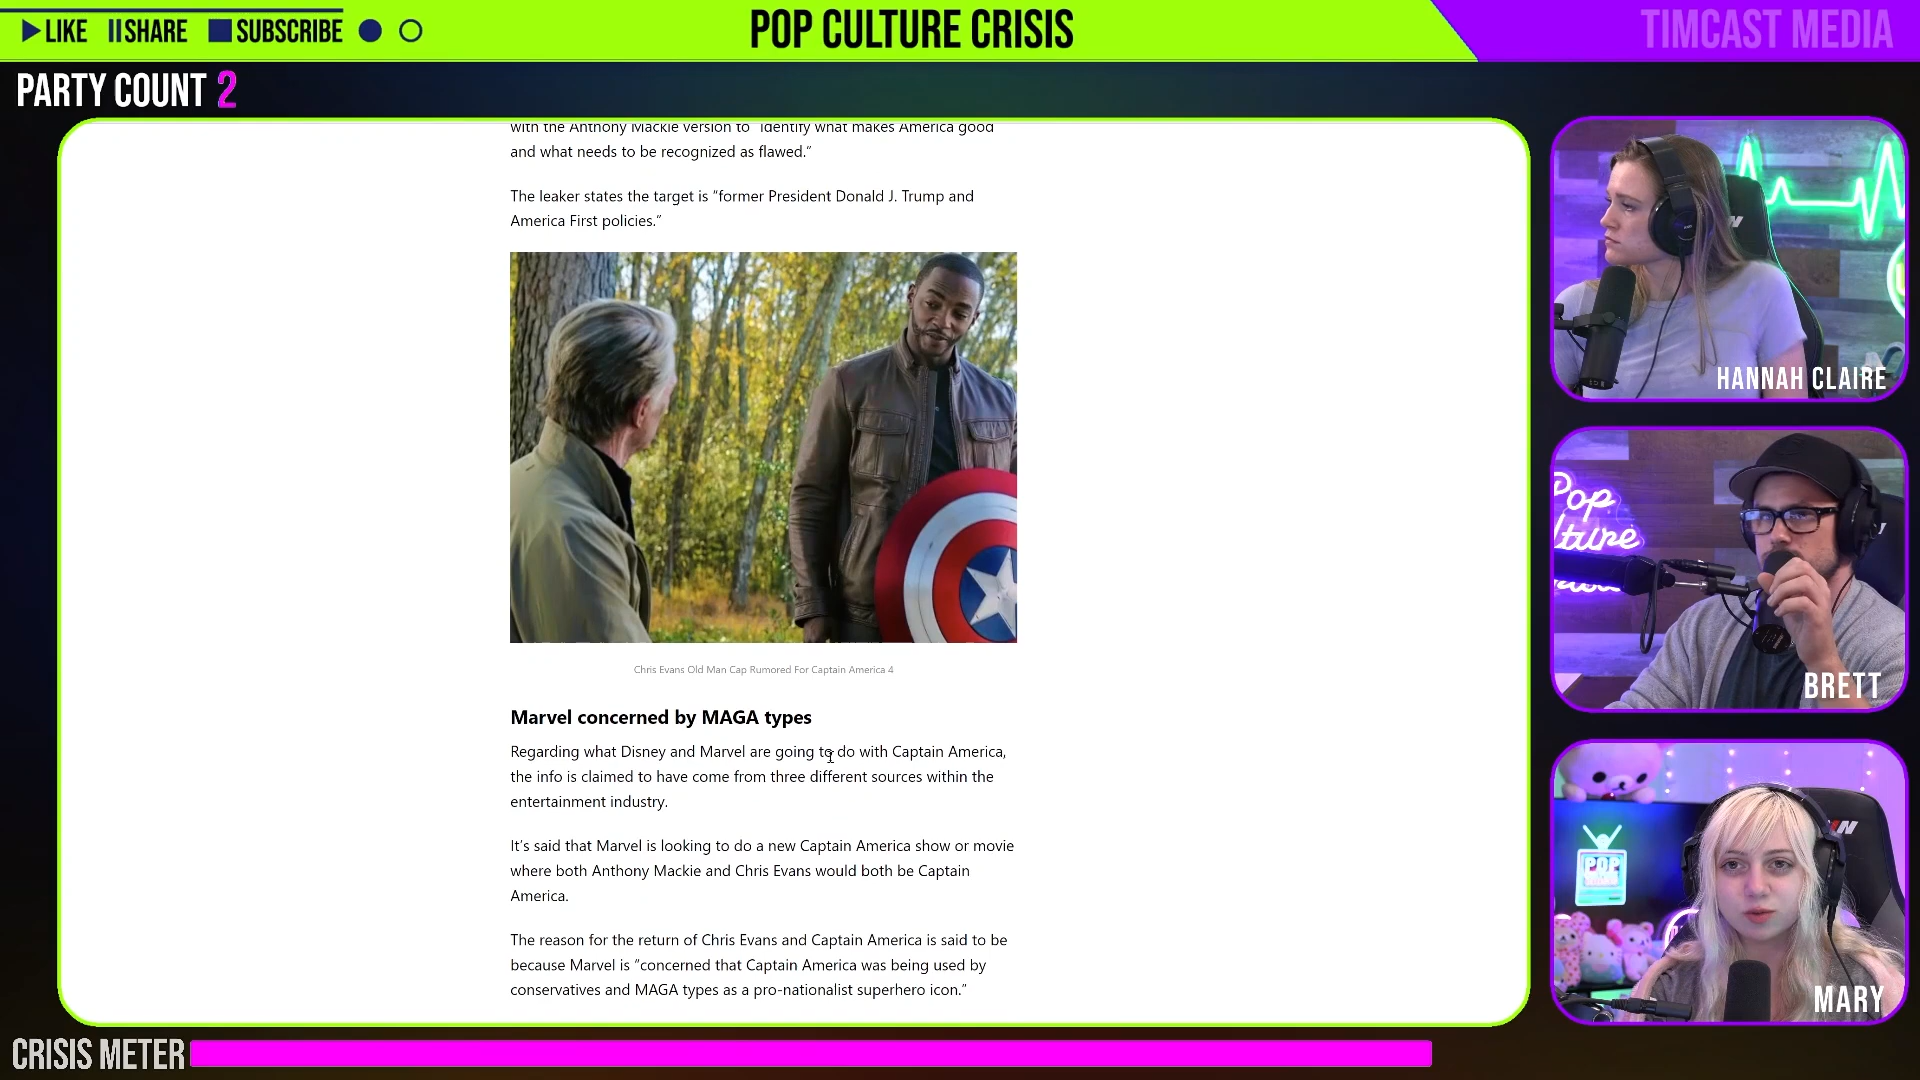 LIKE SHARE SUBSCRIBE
POP CULTURE CRISIS
TIMCAST MEDIA
PARTY COUNT 2
with the Anthony Mackie version to “identify what makes America good
and what needs to be recognized as flawed.”
The leaker states the target is “former President Donald J. Trump and
America First policies.”
Chris Evans Old Man Cap Rumored For Captain America 4
Marvel concerned by MAGA types
Regarding what Disney and Marvel are going to do with Captain America,
the info is claimed to have come from three different sources within the
entertainment industry.
It’s said that Marvel is looking to do a new Captain America show or movie
where both Anthony Mackie and Chris Evans would both be Captain
America.
The reason for the return of Chris Evans and Captain America is said to be
because Marvel is “concerned that Captain America was being used by
conservatives and MAGA types as a pro-nationalist superhero icon.”
HANNAH CLAIRE
Pop
BRETT
POP
MARY
CRISIS METER